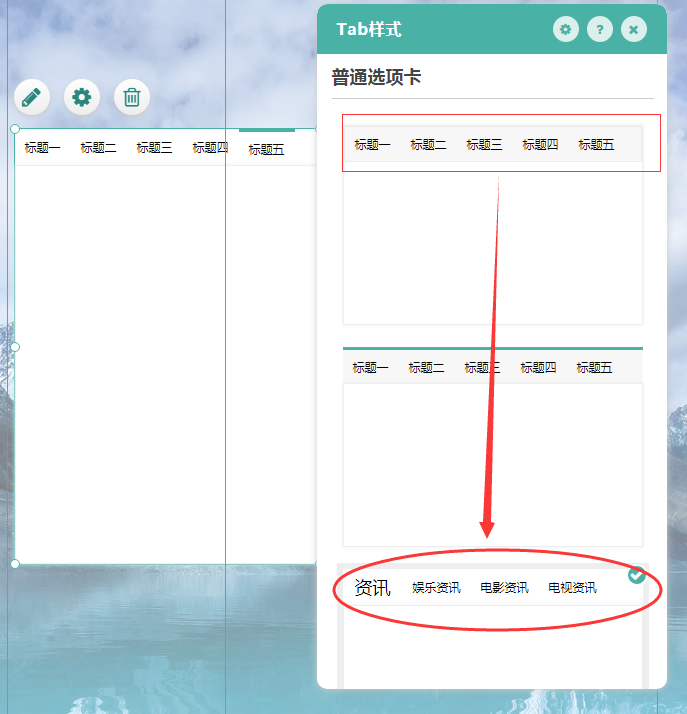 Tab样式
?
普通选项卡
标题一 标题二 标题三 标题四 标题五
标题一 标题二 标题三 标题四 标题五
标题一 标题二 标题三 标题四 标题五
资讯 娱乐资讯 电影资讯 电视资讯